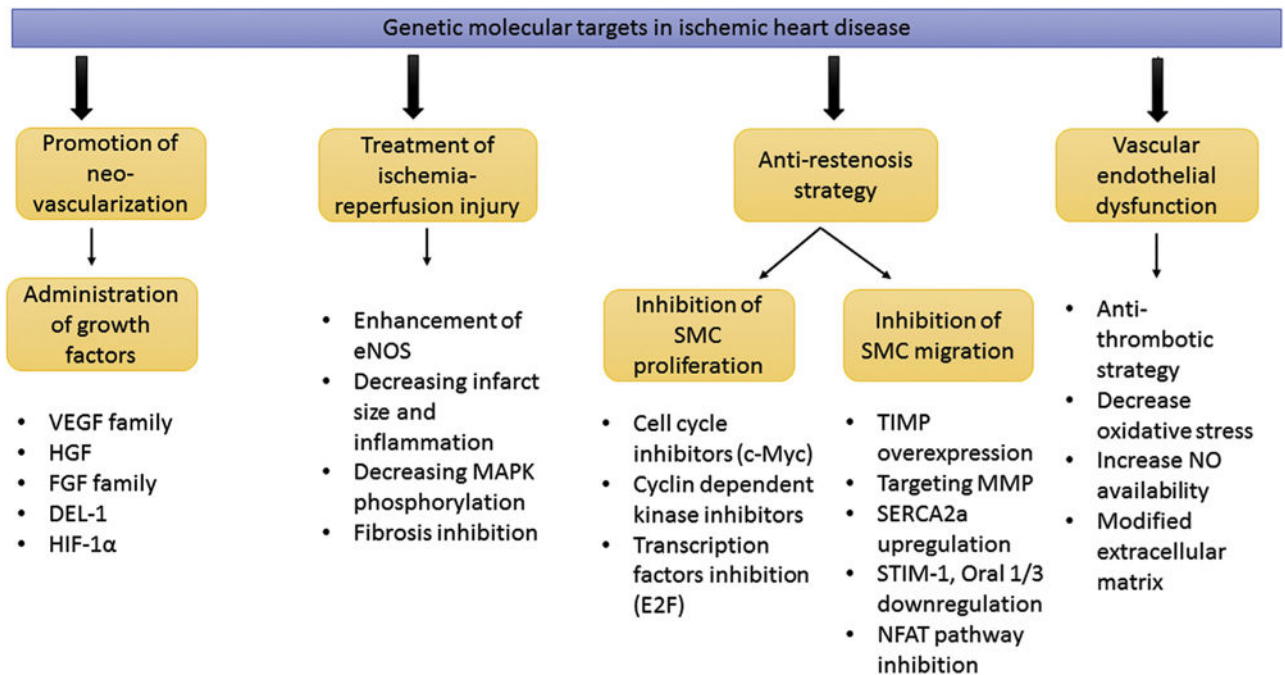 Genetic molecular targets in ischemic heart disease
Promotion of
neo-
vascularization
Administration
of growth
factors
• VEGF family
• HGF
• FGF family
• DEL-1
• HIF-1α
Treatment of
ischemia-
reperfusion injury
• Enhancement of
eNOS
• Decreasing infarct
size and
inflammation
• Decreasing MAPK
phosphorylation
• Fibrosis inhibition
Anti-restenosis
strategy
Inhibition of
SMC
proliferation
• Cell cycle
inhibitors (c-Myc)
• Cyclin dependent
kinase inhibitors
• Transcription
factors inhibition
(E2F)
Inhibition of
SMC migration
• TIMP
overexpression
• Targeting MMP
• SERCA2a
upregulation
• STIM-1, Oral 1/3
downregulation
• NFAT pathway
inhibition
Vascular
endothelial
dysfunction
• Anti-
thrombotic
strategy
• Decrease
oxidative stress
• Increase NO
availability
• Modified
extracellular
matrix